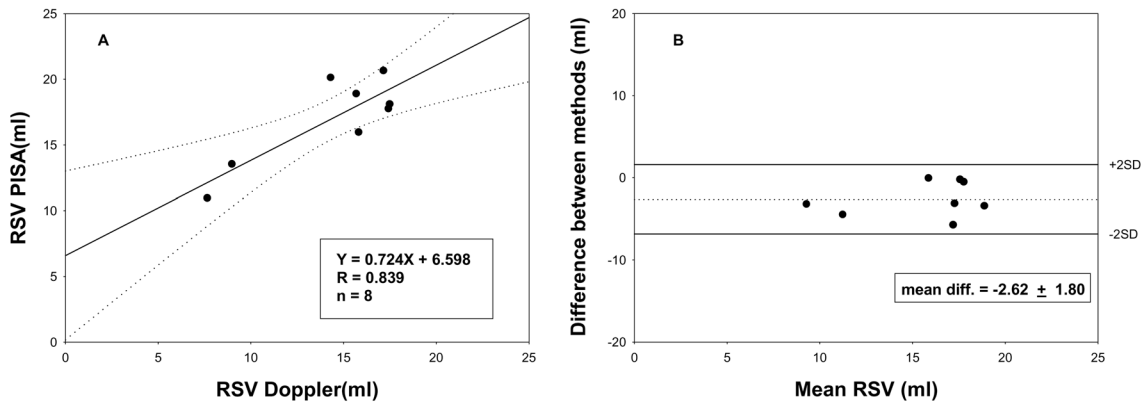 A
25
20
15
10
5
0
0 5 10 15 20 25
RSV PISA(ml)
RSV Doppler(ml)
Y = 0.724X + 6.598
R = 0.839
n = 8
B
20
10
0
-10
-20
0 5 10 15 20 25
Difference between methods (ml)
Mean RSV (ml)
+2SD
-2SD
mean diff. = -2.62 ± 1.80